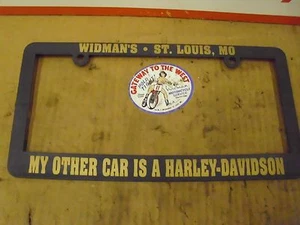 WIDMAN'S • ST. LOUIS, MO
GATEWAY TO THE WEST
MY OTHER CAR IS A HARLEY-DAVIDSON